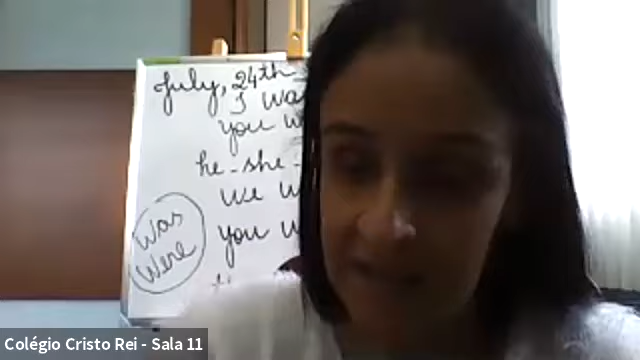 July, 24th
I was
you
he - she -
we
you
Was
Were
Colégio Cristo Rei - Sala 11